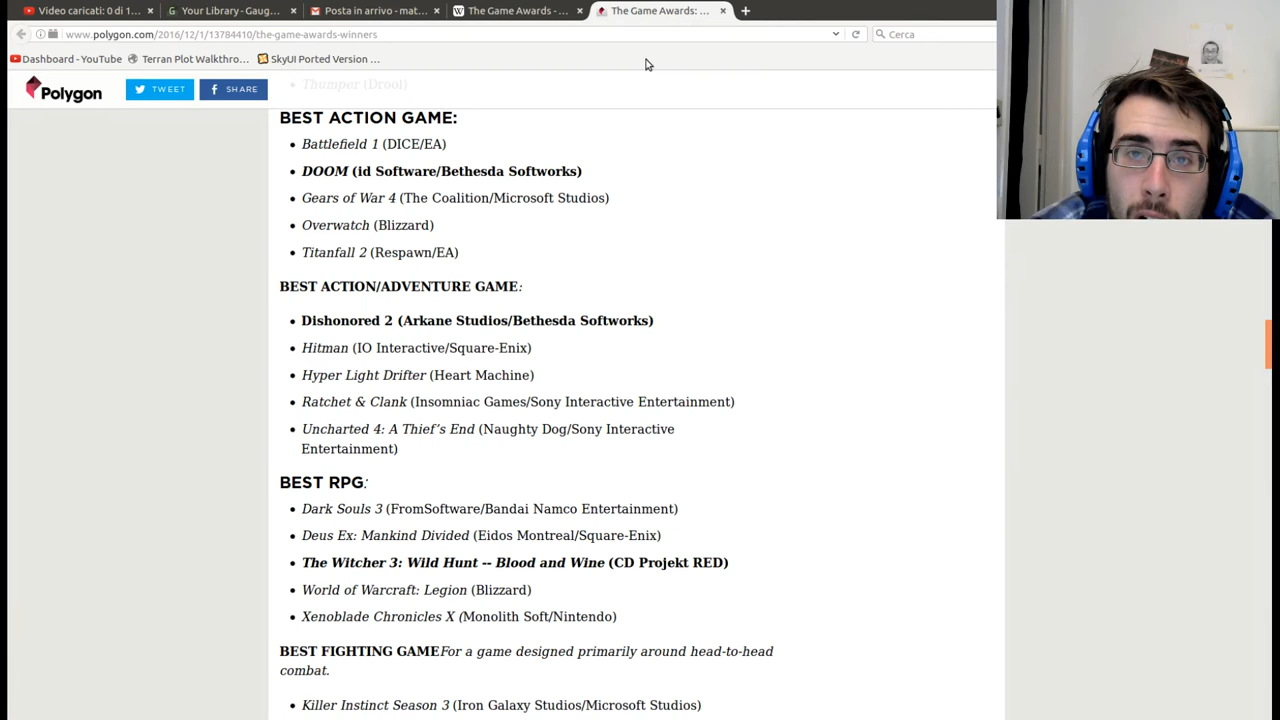 Video caricati: 0 di 1...
Your Library - Gaug...
Posta in arrivo - mat...
The Game Awards - ...
The Game Awards: ...
www.polygon.com/2016/12/1/13784410/the-game-awards-winners
Cerca
Dashboard - YouTube
Terran Plot Walkthro...
SkyUI Ported Version ...
Polygon
TWEET
SHARE
Thumper (Drool)
BEST ACTION GAME:
Battlefield 1 (DICE/EA)
DOOM (id Software/Bethesda Softworks)
Gears of War 4 (The Coalition/Microsoft Studios)
Overwatch (Blizzard)
Titanfall 2 (Respawn/EA)
BEST ACTION/ADVENTURE GAME:
Dishonored 2 (Arkane Studios/Bethesda Softworks)
Hitman (IO Interactive/Square-Enix)
Hyper Light Drifter (Heart Machine)
Ratchet & Clank (Insomniac Games/Sony Interactive Entertainment)
Uncharted 4: A Thief's End (Naughty Dog/Sony Interactive
Entertainment)
BEST RPG:
Dark Souls 3 (FromSoftware/Bandai Namco Entertainment)
Deus Ex: Mankind Divided (Eidos Montreal/Square-Enix)
The Witcher 3: Wild Hunt -- Blood and Wine (CD Projekt RED)
World of Warcraft: Legion (Blizzard)
Xenoblade Chronicles X (Monolith Soft/Nintendo)
BEST FIGHTING GAMEFor a game designed primarily around head-to-head
combat.
Killer Instinct Season 3 (Iron Galaxy Studios/Microsoft Studios)